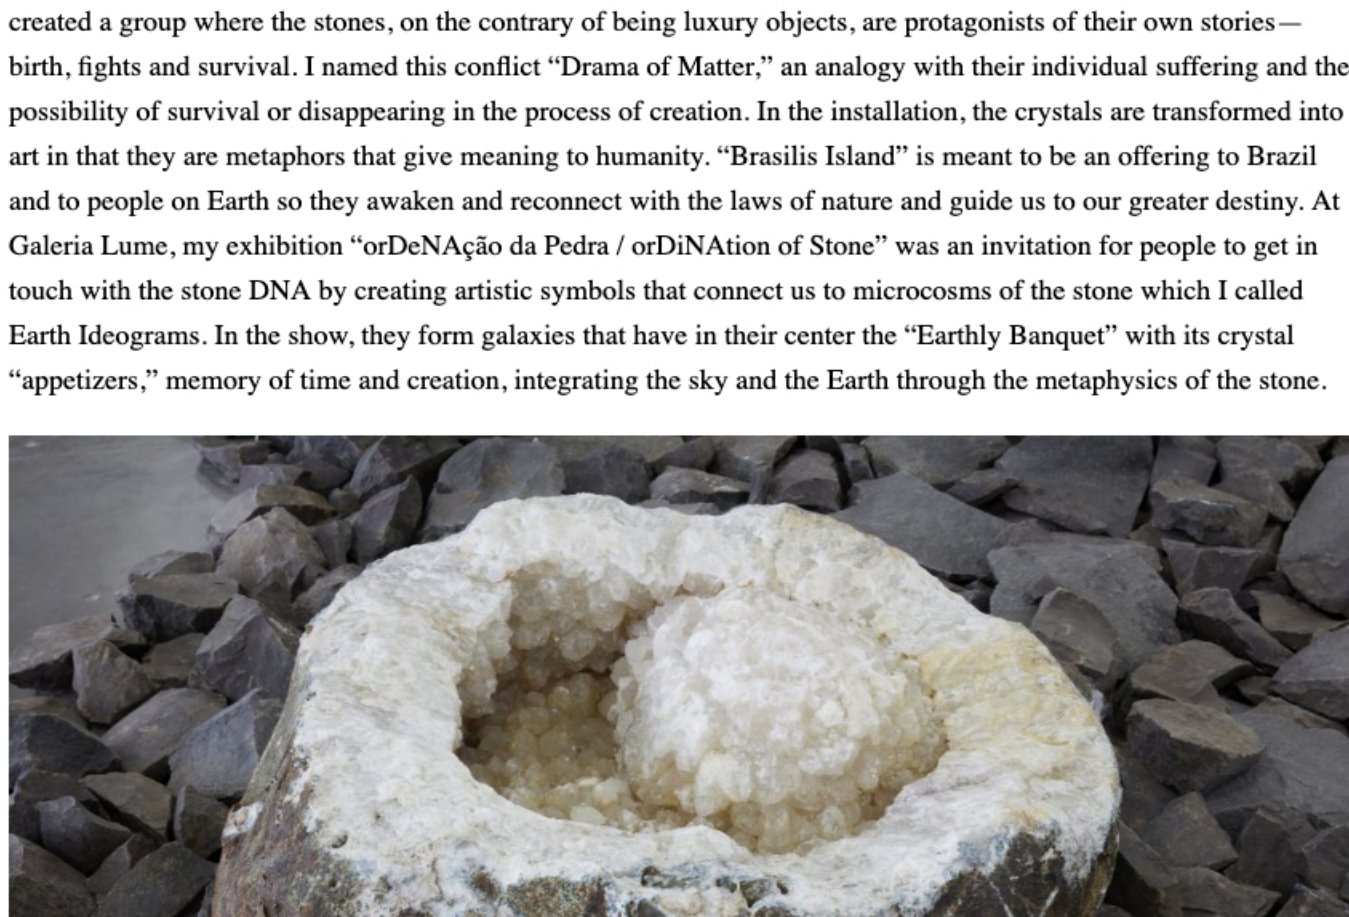 created a group where the stones, on the contrary of being luxury objects, are protagonists of their own stories—
birth, fights and survival. I named this conflict “Drama of Matter,” an analogy with their individual suffering and the
possibility of survival or disappearing in the process of creation. In the installation, the crystals are transformed into
art in that they are metaphors that give meaning to humanity. “Brasilis Island” is meant to be an offering to Brazil
and to people on Earth so they awaken and reconnect with the laws of nature and guide us to our greater destiny. At
Galeria Lume, my exhibition “orDeNAção da Pedra / orDiNAtion of Stone” was an invitation for people to get in
touch with the stone DNA by creating artistic symbols that connect us to microcosms of the stone which I called
Earth Ideograms. In the show, they form galaxies that have in their center the “Earthly Banquet” with its crystal
“appetizers,” memory of time and creation, integrating the sky and the Earth through the metaphysics of the stone.